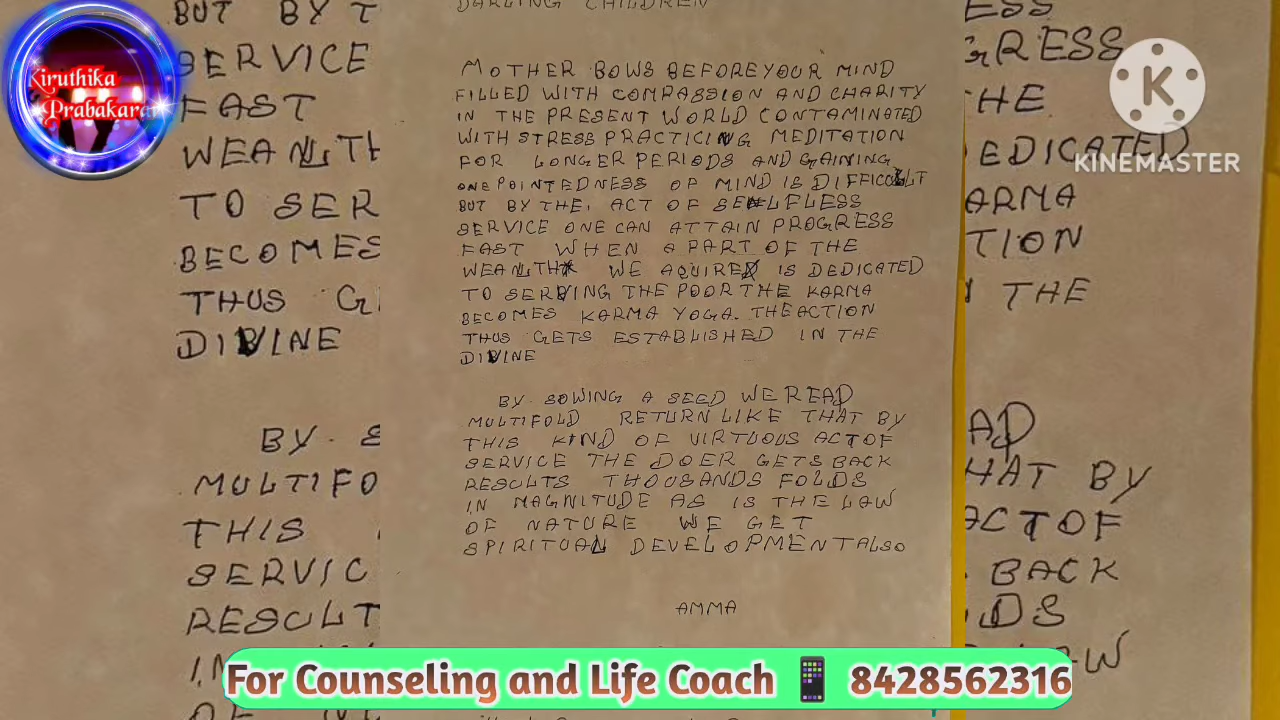 DARLING CHILDREN
MOTHER BOWS BEFORE YOUR MIND
FILLED WITH COMPASSION AND CHARITY
IN THE PRESENT WORLD CONTAMINATED
WITH STRESS PRACTICING MEDITATION
FOR LONGER PERIODS AND GAINING
ONE POINTEDNESS OF MIND IS DIFFICULT
BUT BY THE, ACT OF SELFLESS
SERVICE ONE CAN ATTAIN PROGRESS
FAST WHEN A PART OF THE
WEALTH WE AQUIRE IS DEDICATED
TO SERVING THE POOR THE KARMA
BECOMES KARMA YOGA. THE ACTION
THUS GETS ESTABLISHED IN THE
DIVINE
BY SOWING A SEED WE READ
MULTIFOLD RETURN LIKE THAT BY
THIS KIND OF VIRTUOUS ACT OF
SERVICE THE DOER GETS BACK
RESULTS THOUSANDS FOLDS
IN MAGNITUDE AS IS THE LAW
OF NATURE WE GET
SPIRITUAL DEVELOPMENT ALSO
AMMA
BUT BY T
SERVICE
FAST
WEALTH
TO SER
BECOMES
THUS G
DIVINE
BY S
MULTIFO
THIS
SERVIC
RESULT
IN
OF
ESS
GRESS
THE
EDICATED
ARMA
TION
THE
AD
HAT BY
ACT OF
BACK
DS
Kiruthika
Prabakara
K
KINEMASTER
For Counseling and Life Coach 8428562316